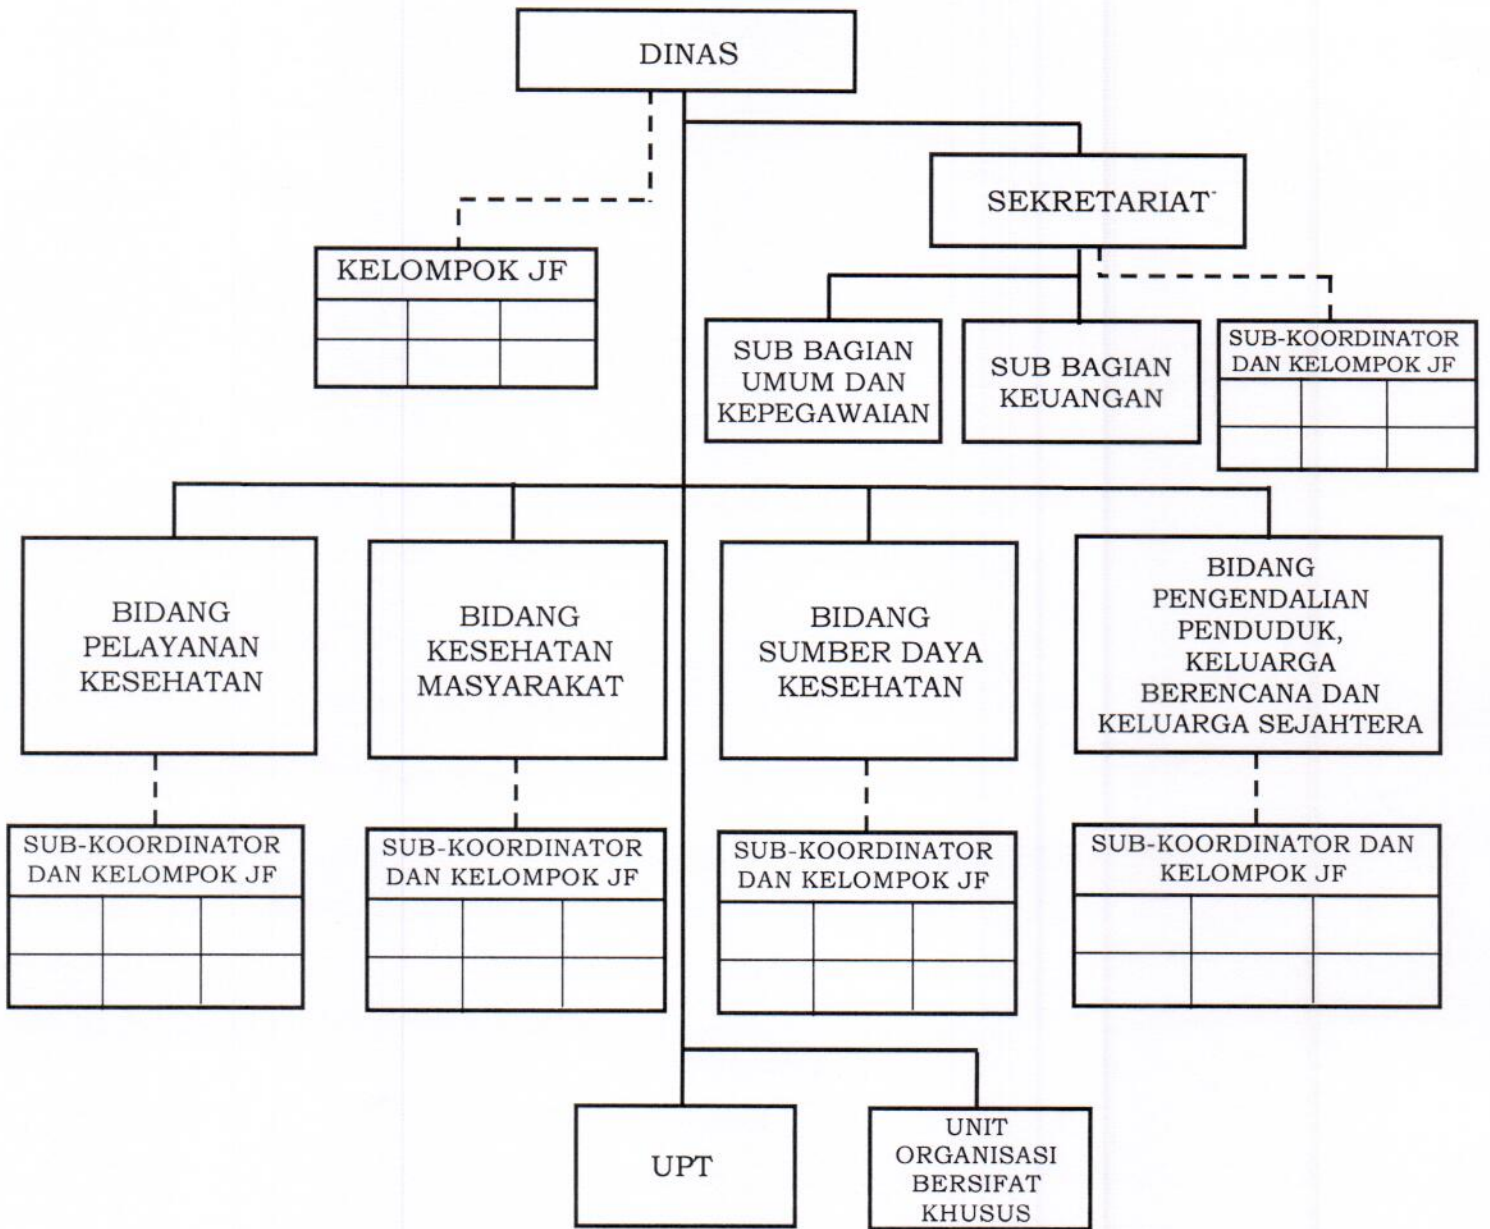 DINAS
SEKRETARIAT
KELOMPOK JF
SUB BAGIAN
UMUM DAN
KEPEGAWAIAN
SUB BAGIAN
KEUANGAN
SUB-KOORDINATOR
DAN KELOMPOK JF
BIDANG
PELAYANAN
KESEHATAN
BIDANG
KESEHATAN
MASYARAKAT
BIDANG
SUMBER DAYA
KESEHATAN
BIDANG
PENGENDALIAN
PENDUDUK,
KELUARGA
BERENCANA DAN
KELUARGA SEJAHTERA
SUB-KOORDINATOR
DAN KELOMPOK JF
SUB-KOORDINATOR
DAN KELOMPOK JF
SUB-KOORDINATOR
DAN KELOMPOK JF
SUB-KOORDINATOR DAN
KELOMPOK JF
UPT
UNIT
ORGANISASI
BERSIFAT
KHUSUS